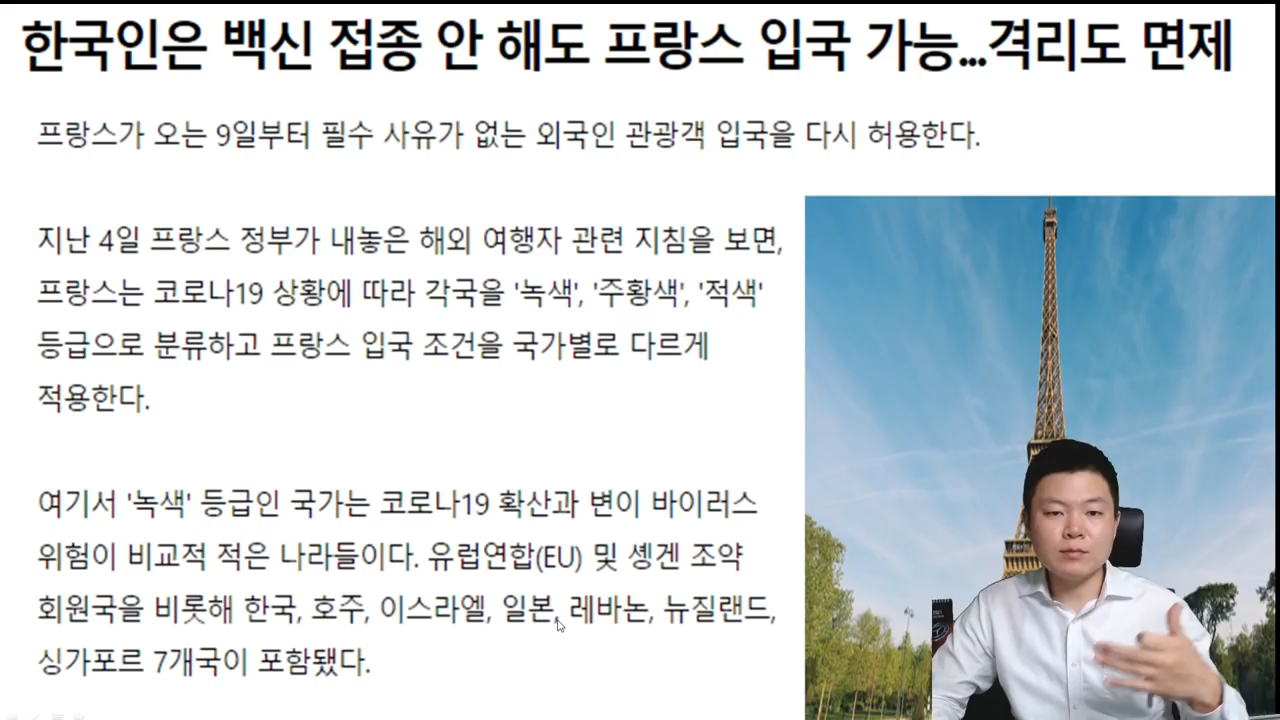 한국인은 백신 접종 안 해도 프랑스 입국 가능...격리도 면제
프랑스가 오는 9일부터 필수 사유가 없는 외국인 관광객 입국을 다시 허용한다.
지난 4일 프랑스 정부가 내놓은 해외 여행자 관련 지침을 보면,
프랑스는 코로나19 상황에 따라 각국을 '녹색', '주황색', '적색'
등급으로 분류하고 프랑스 입국 조건을 국가별로 다르게
적용한다.
여기서 '녹색' 등급인 국가는 코로나19 확산과 변이 바이러스
위험이 비교적 적은 나라들이다. 유럽연합(EU) 및 솅겐 조약
회원국을 비롯해 한국, 호주, 이스라엘, 일본, 레바논, 뉴질랜드,
싱가포르 7개국이 포함됐다.